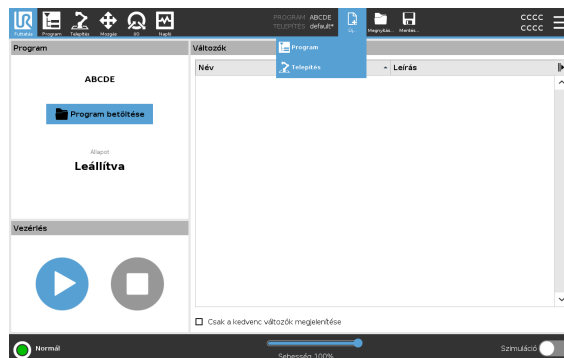 UR
Futtatás Program Telepítés Mozgás I/O Napló
PROGRAM ABCDE
TELEPÍTÉS default*
Új... Megnyitás... Mentés...
CCCC
CCCC
Program
Telepítés
Program
ABCDE
Program betöltése
Állapot
Leállítva
Vezérlés
Változók
Név Leírás
Csak a kedvenc változók megjelenítése
Normál
Sebesség 100%
Szimuláció